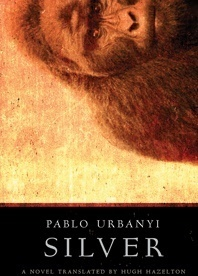 PABLO URBANYI
SILVER
A NOVEL TRANSLATED BY HUGH HAZELTON